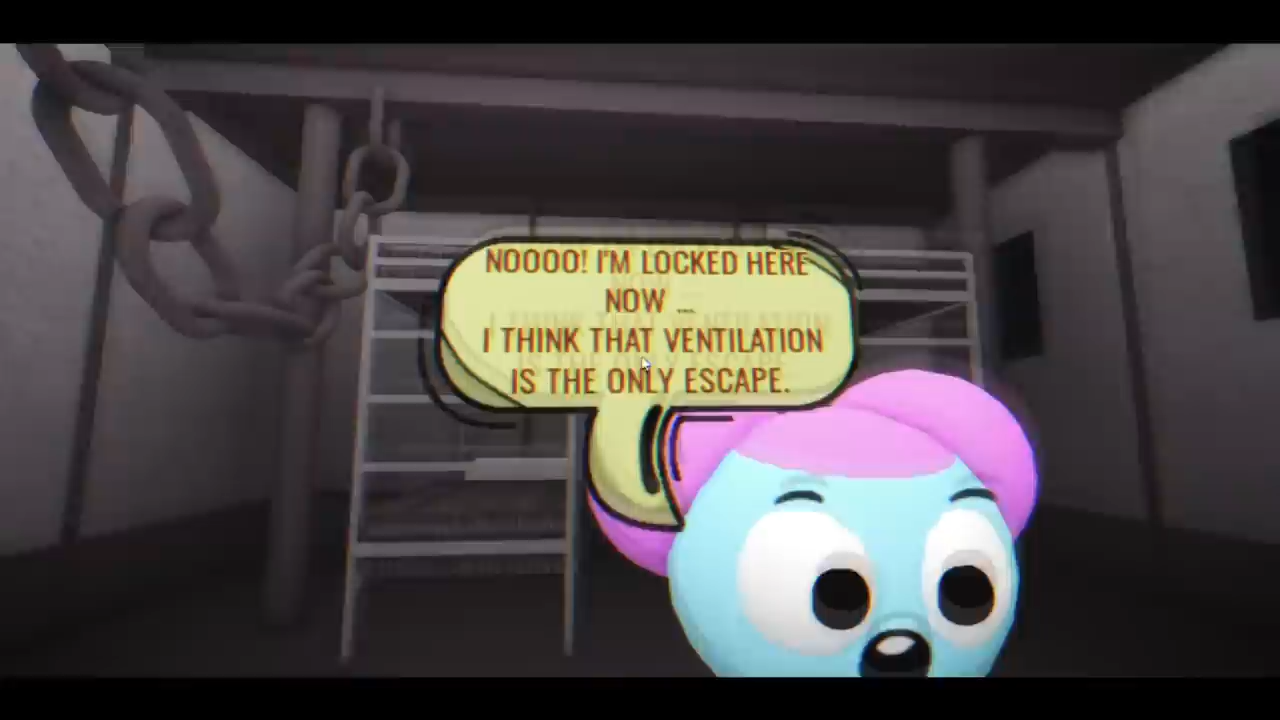 NOOOO! I'M LOCKED HERE
NOW ...
I THINK THAT VENTILATION
IS THE ONLY ESCAPE.